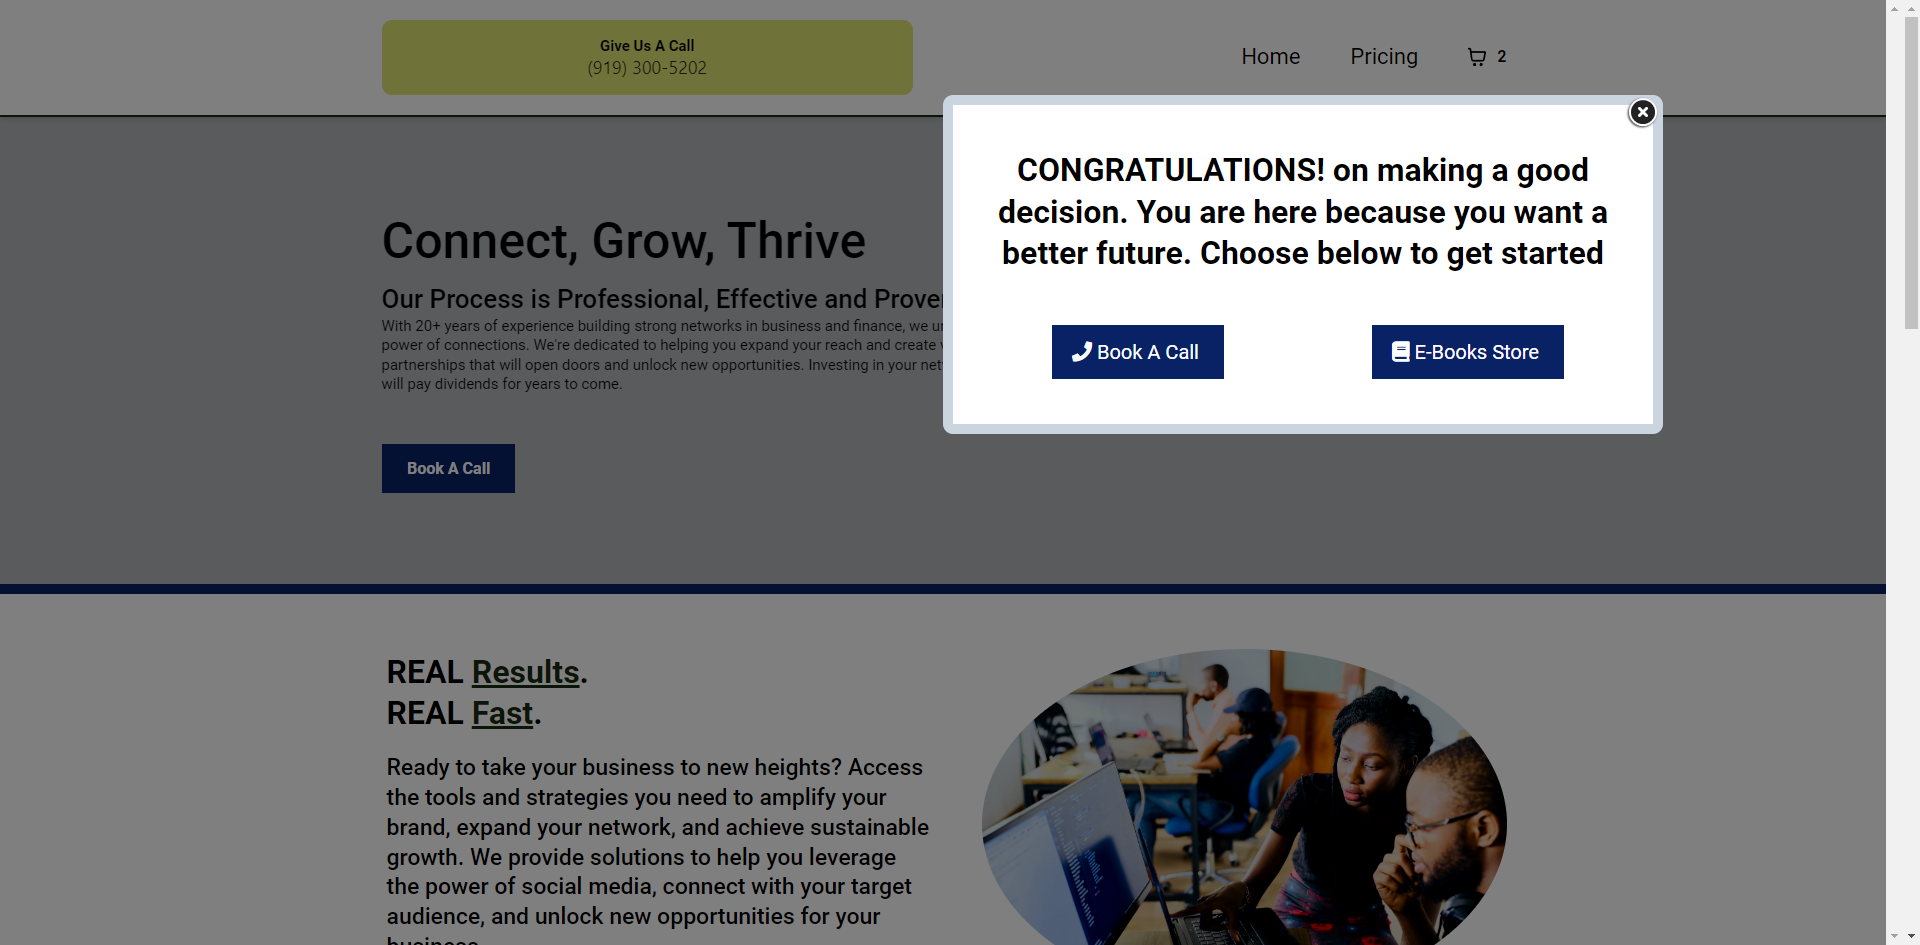 Give Us A Call
(919) 300-5202
Home
Pricing
2
CONGRATULATIONS! on making a good
decision. You are here because you want a
better future. Choose below to get started
Book A Call
E-Books Store
Connect, Grow, Thrive
Our Process is Professional, Effective and
With 20+ years of experience building strong networks in business and finance, we
power of connections. We're dedicated to helping you expand your reach and create
partnerships that will open doors and unlock new opportunities. Investing in your
will pay dividends for years to come.
Book A Call
REAL Results.
REAL Fast.
Ready to take your business to new heights? Access
the tools and strategies you need to amplify your
brand, expand your network, and achieve sustainable
growth. We provide solutions to help you leverage
the power of social media, connect with your target
audience, and unlock new opportunities for your